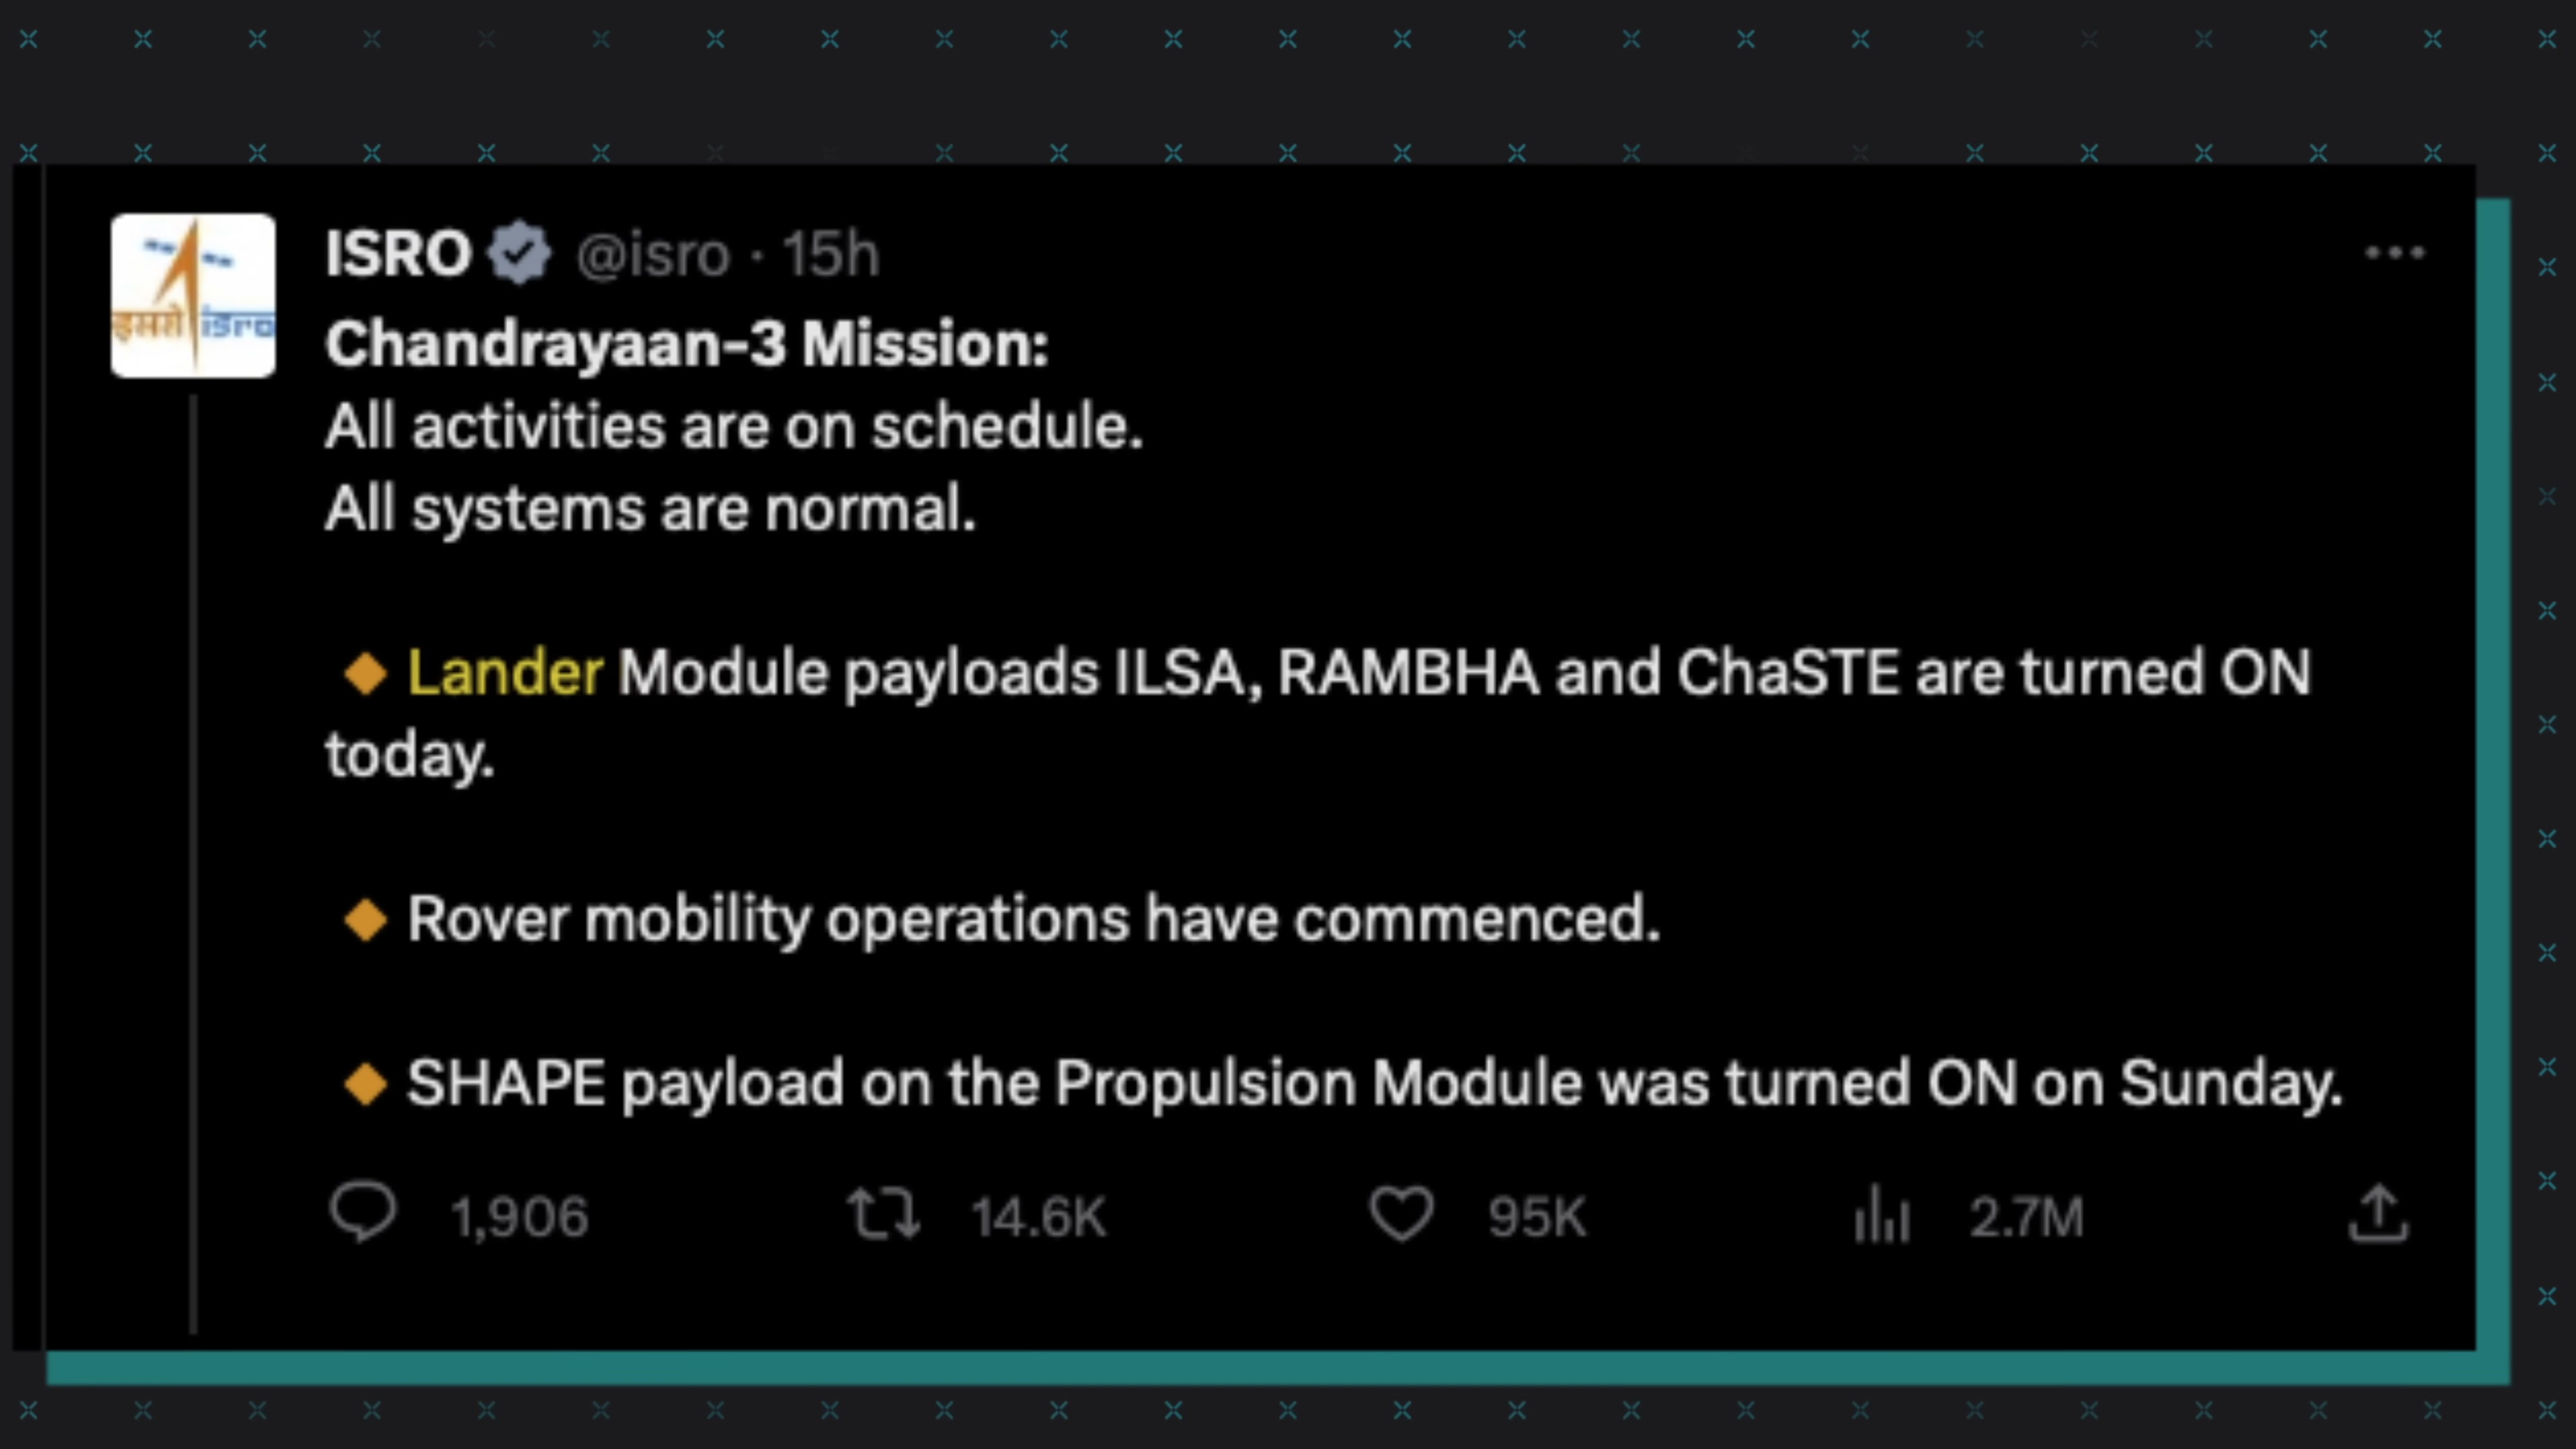 ISRO @isro · 15h
इसरो isro
Chandrayaan-3 Mission:
All activities are on schedule.
All systems are normal.
🔸 Lander Module payloads ILSA, RAMBHA and ChaSTE are turned ON
today.
🔸 Rover mobility operations have commenced.
🔸 SHAPE payload on the Propulsion Module was turned ON on Sunday.
1,906 14.6K 95K 2.7M